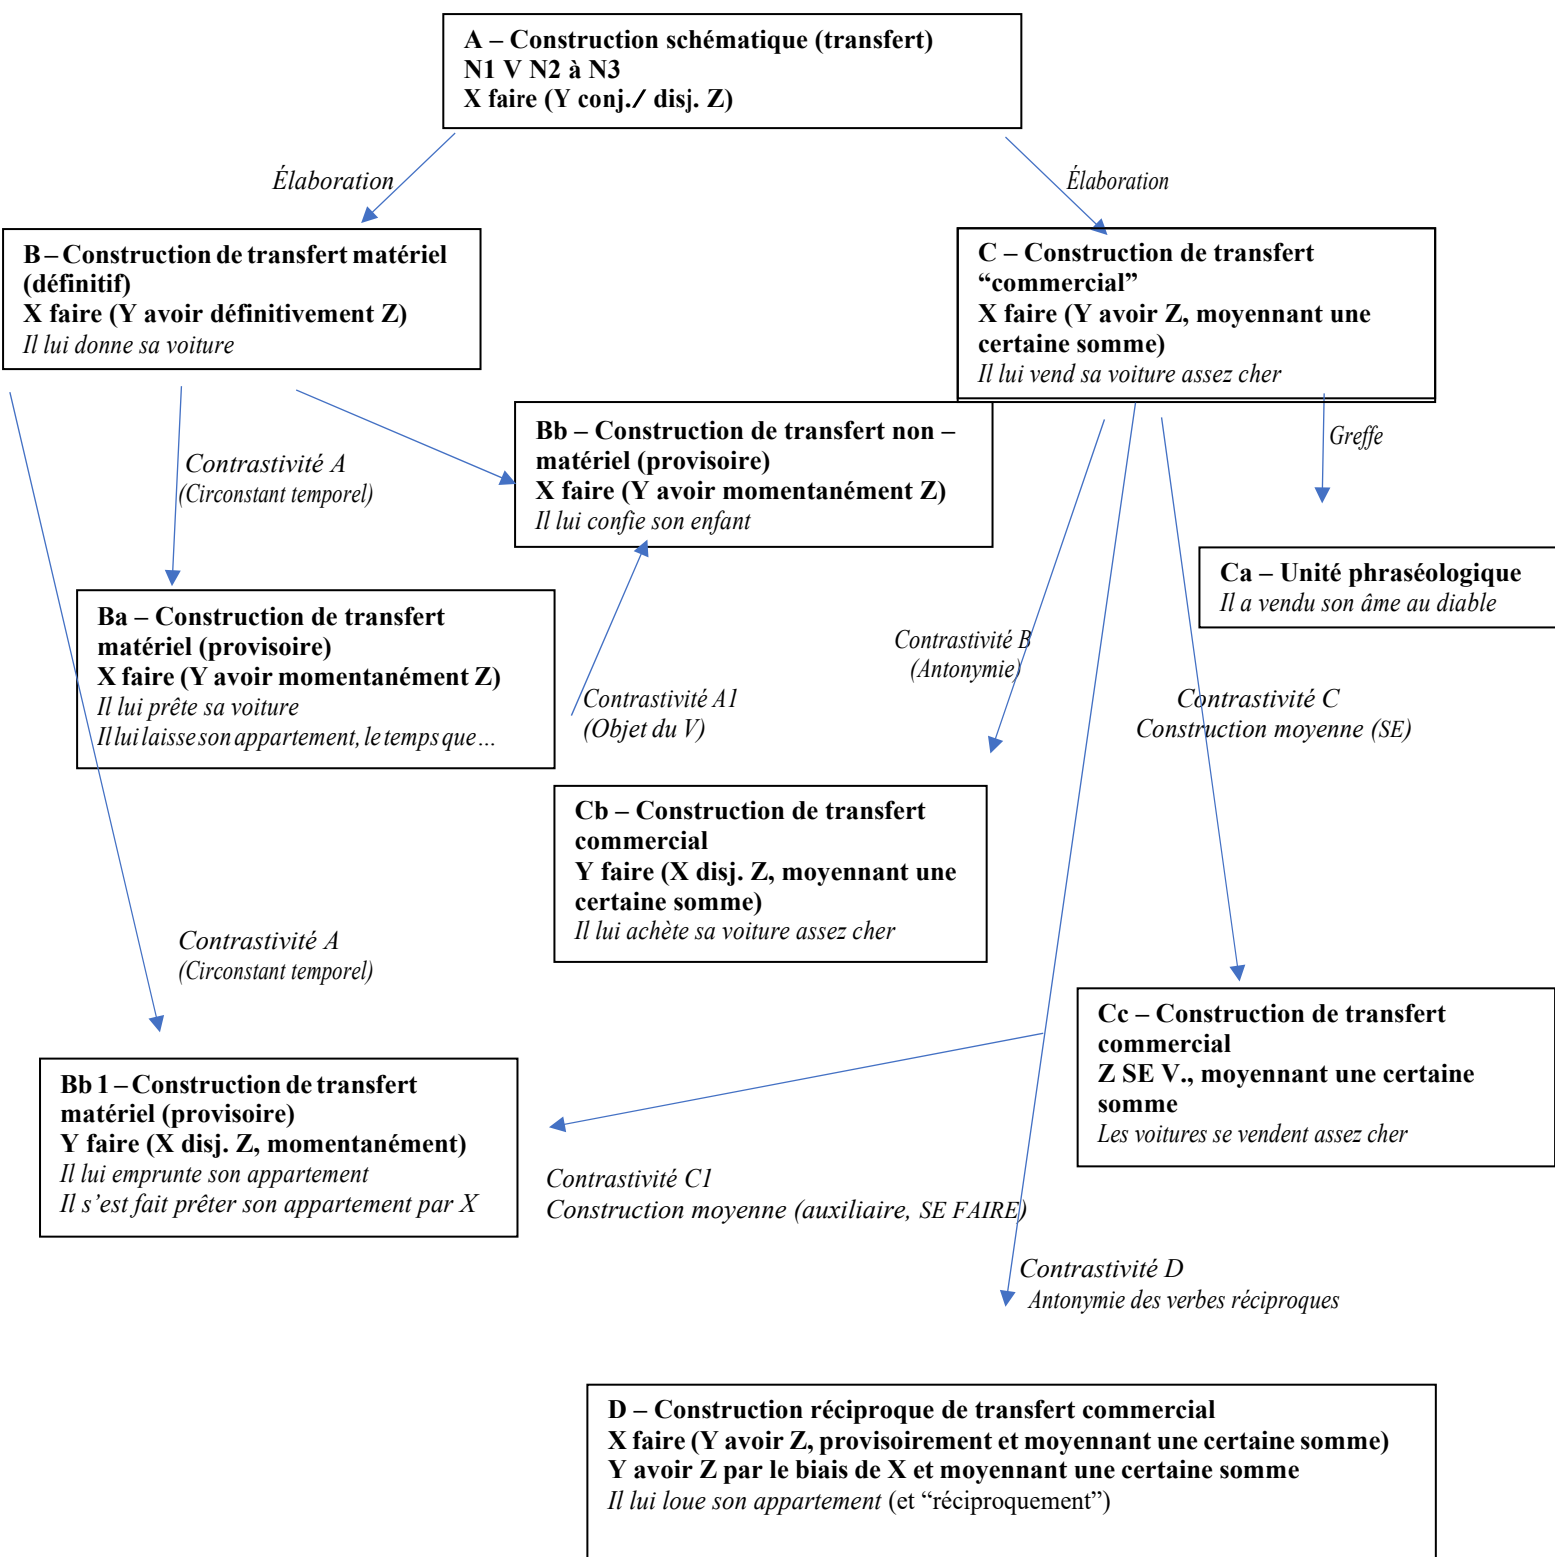 A – Construction schématique (transfert)
N1 V N2 à N3
X faire (Y conj./ disj. Z)
Élaboration
Élaboration
B – Construction de transfert matériel
(définitif)
X faire (Y avoir définitivement Z)
Il lui donne sa voiture
C – Construction de transfert
“commercial”
X faire (Y avoir Z, moyennant une
certaine somme)
Il lui vend sa voiture assez cher
Contrastivité A
(Circonstant temporel)
Bb – Construction de transfert non –
matériel (provisoire)
X faire (Y avoir momentanément Z)
Il lui confie son enfant
Greffe
Ca – Unité phraséologique
Il a vendu son âme au diable
Ba – Construction de transfert
matériel (provisoire)
X faire (Y avoir momentanément Z)
Il lui prête sa voiture
Il lui laisse son appartement, le temps que…
Contrastivité A1
(Objet du V)
Contrastivité B
(Antonymie)
Contrastivité C
Construction moyenne (SE)
Cb – Construction de transfert
commercial
Y faire (X disj. Z, moyennant une
certaine somme)
Il lui achète sa voiture assez cher
Contrastivité A
(Circonstant temporel)
Cc – Construction de transfert
commercial
Z SE V., moyennant une certaine
somme
Les voitures se vendent assez cher
Bb 1 – Construction de transfert
matériel (provisoire)
Y faire (X disj. Z, momentanément)
Il lui emprunte son appartement
Il s’est fait prêter son appartement par X
Contrastivité C1
Construction moyenne (auxiliaire, SE FAIRE)
Contrastivité D
Antonymie des verbes réciproques
D – Construction réciproque de transfert commercial
X faire (Y avoir Z, provisoirement et moyennant une certaine somme)
Y avoir Z par le biais de X et moyennant une certaine somme
Il lui loue son appartement (et “réciproquement”)